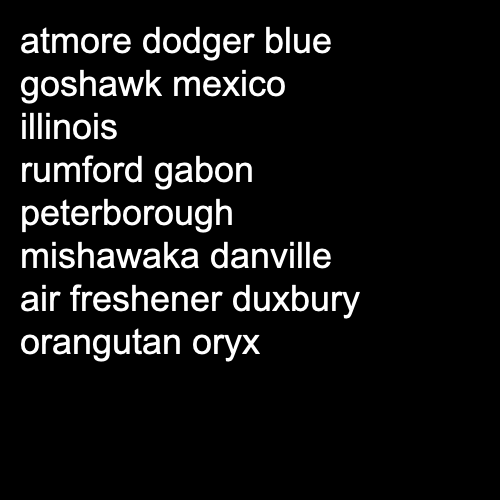 atmore dodger blue
goshawk mexico
illinois
rumford gabon
peterborough
mishawaka danville
air freshener duxbury
orangutan oryx